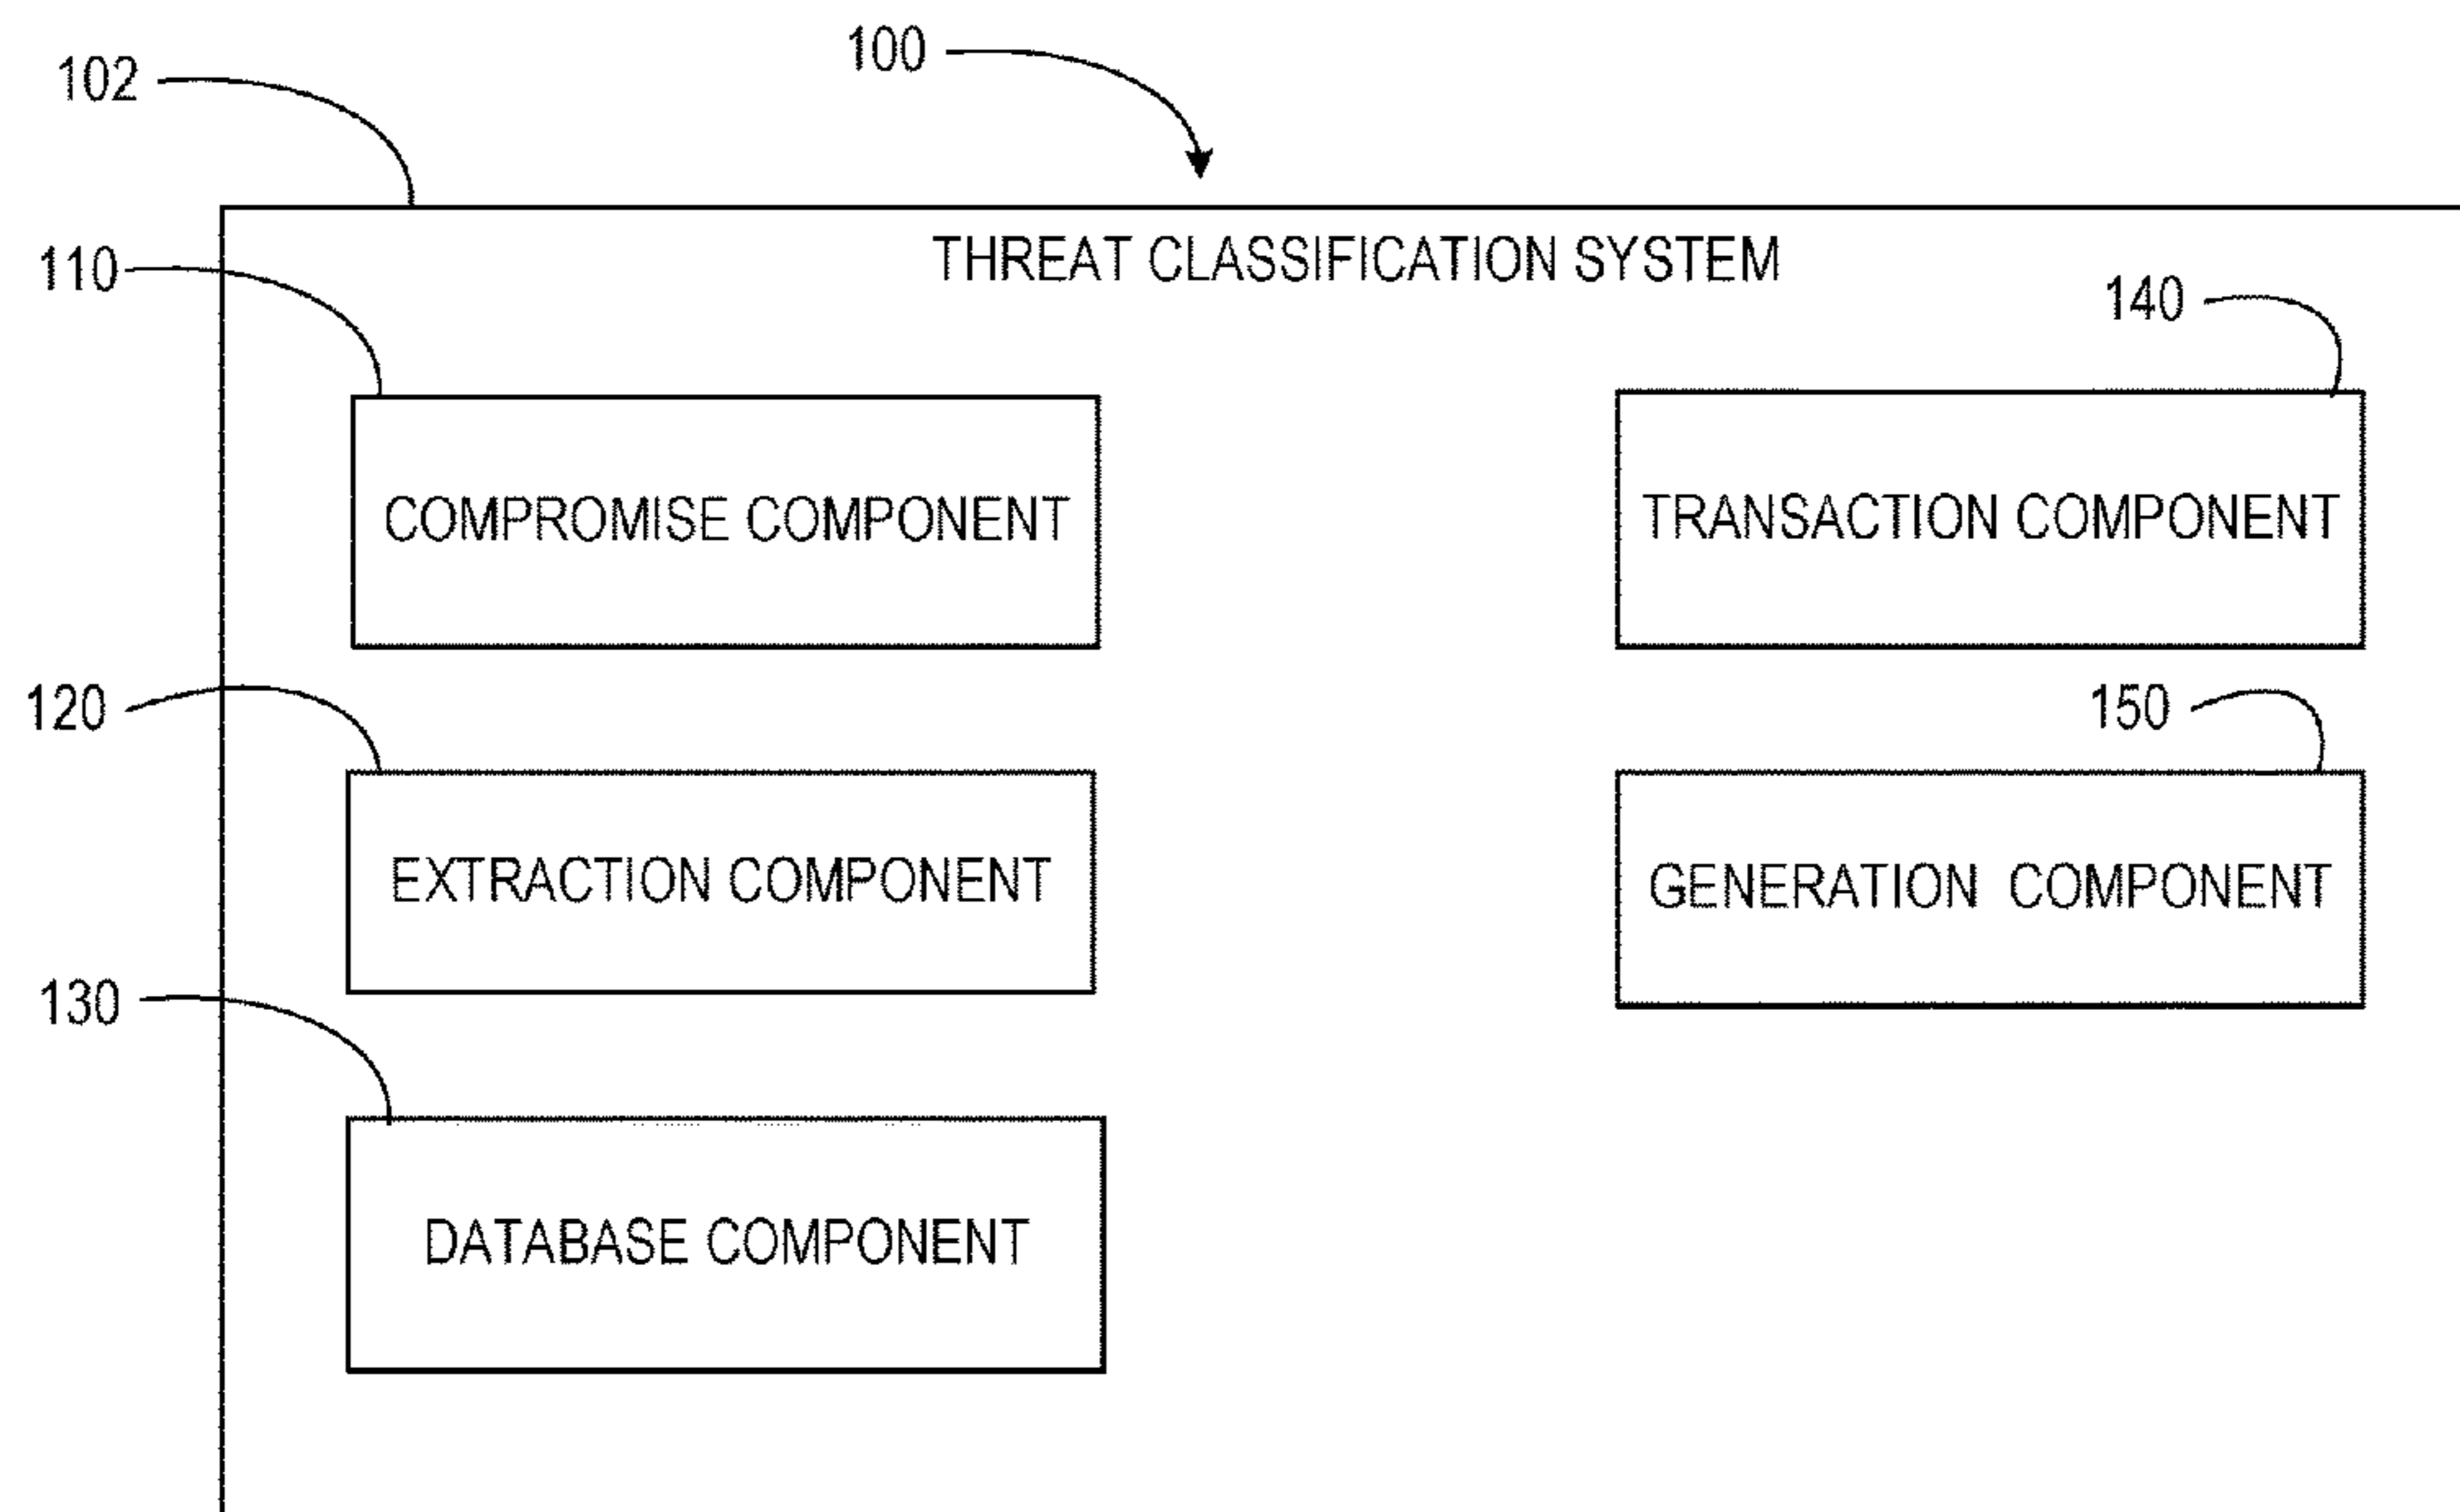 100
102
THREAT CLASSIFICATION SYSTEM
110
140
COMPROMISE COMPONENT
TRANSACTION COMPONENT
120
150
EXTRACTION COMPONENT
GENERATION COMPONENT
130
DATABASE COMPONENT